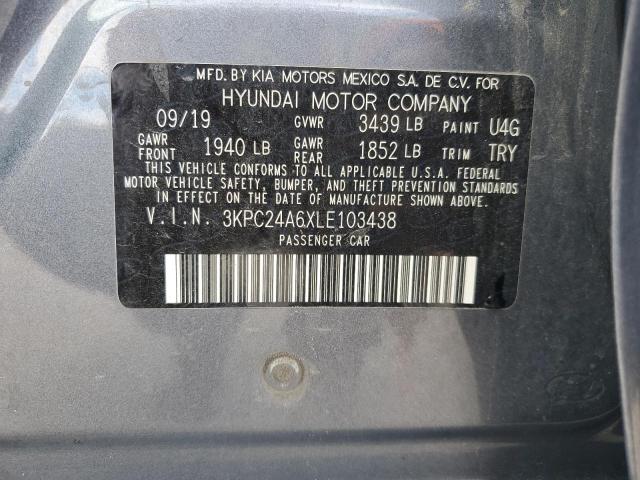 MFD. BY KIA MOTORS MEXICO S.A. DE C.V. FOR
HYUNDAI MOTOR COMPANY
09/19 GVWR 3439 LB PAINT U4G
GAWR FRONT 1940 LB GAWR REAR 1852 LB TRIM TRY
THIS VEHICLE CONFORMS TO ALL APPLICABLE U.S.A. FEDERAL
MOTOR VEHICLE SAFETY, BUMPER, AND THEFT PREVENTION STANDARDS
IN EFFECT ON THE DATE OF MANUFACTURE SHOWN ABOVE.
V.I.N. 3KPC24A6XLE103438
PASSENGER CAR